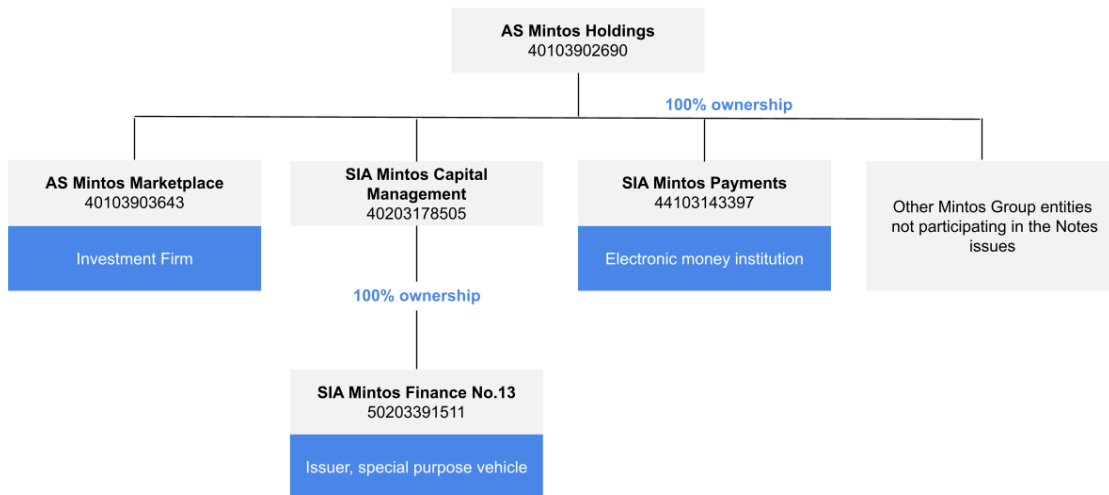 AS Mintos Holdings
40103902690
100% ownership
AS Mintos Marketplace
40103903643
Investment Firm
SIA Mintos Capital
Management
40203178505
SIA Mintos Payments
44103143397
Electronic money institution
Other Mintos Group entities
not participating in the Notes
issues
100% ownership
SIA Mintos Finance No.13
50203391511
Issuer, special purpose vehicle